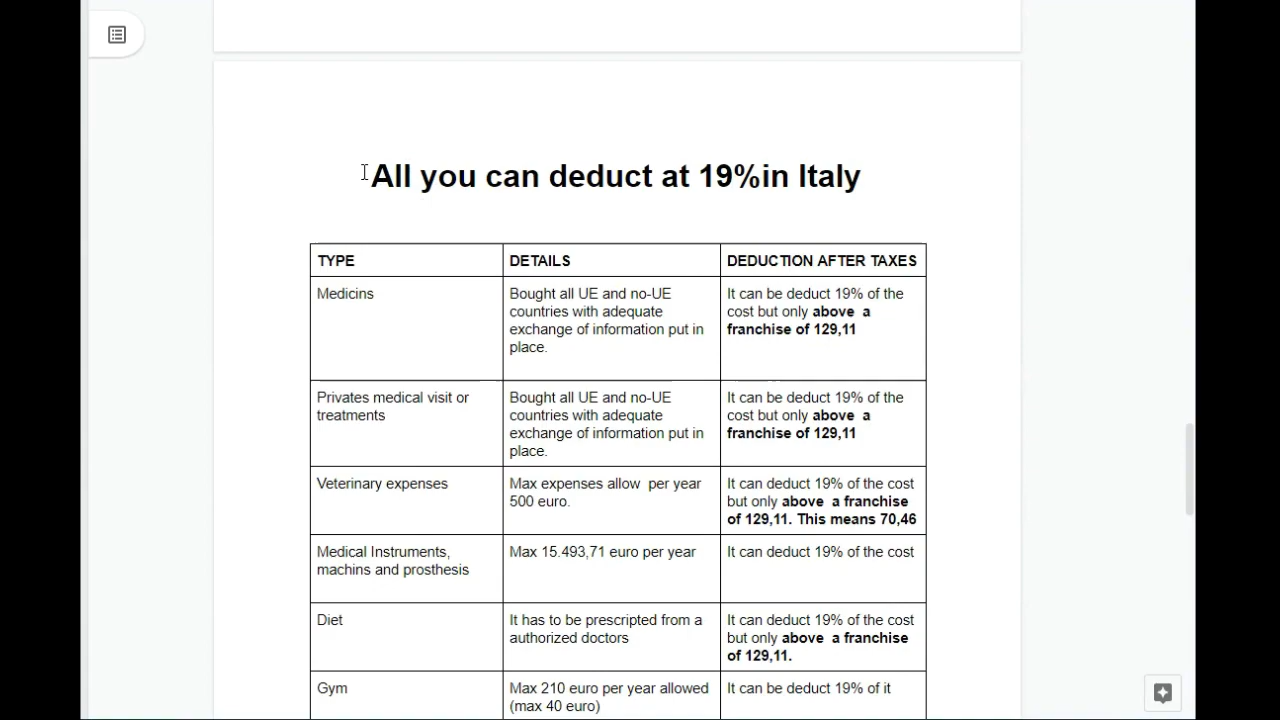 All you can deduct at 19%in Italy
TYPE
DETAILS
DEDUCTION AFTER TAXES
Medicins
Bought all UE and no-UE
countries with adequate
exchange of information put in
place.
It can be deduct 19% of the
cost but only above a
franchise of 129,11
Privates medical visit or
treatments
Bought all UE and no-UE
countries with adequate
exchange of information put in
place.
It can be deduct 19% of the
cost but only above a
franchise of 129,11
Veterinary expenses
Max expenses allow per year
500 euro.
It can deduct 19% of the cost
but only above a franchise
of 129,11. This means 70,46
Medical Instruments,
machins and prosthesis
Max 15.493,71 euro per year
It can deduct 19% of the cost
Diet
It has to be prescripted from a
authorized doctors
It can deduct 19% of the cost
but only above a franchise
of 129,11.
Gym
Max 210 euro per year allowed
(max 40 euro)
It can be deduct 19% of it